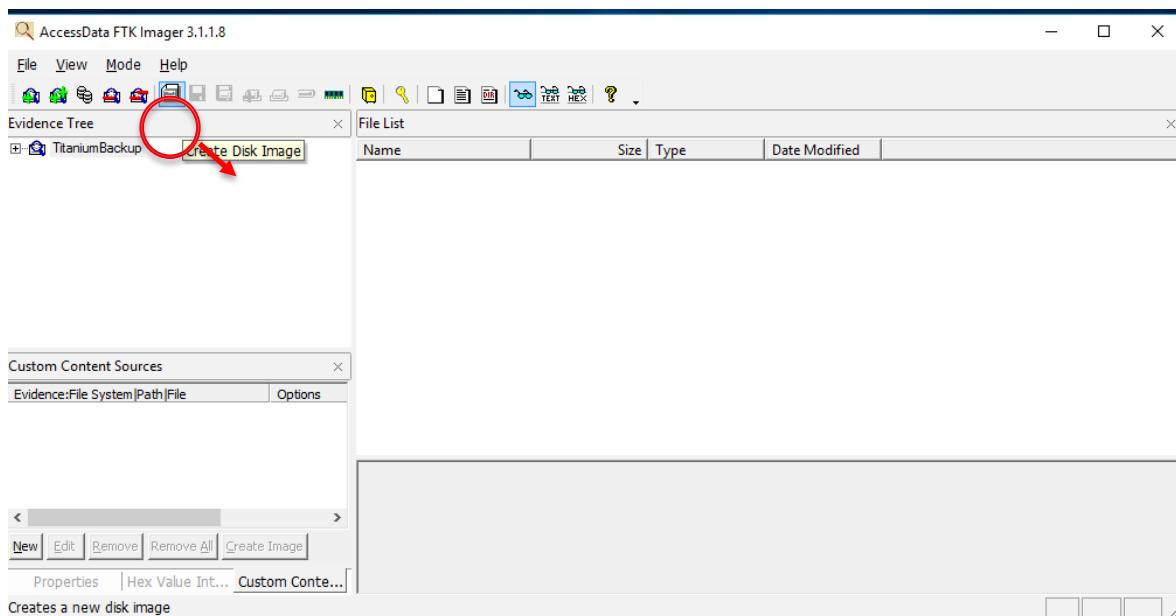 AccessData FTK Imager 3.1.1.8
File View Mode Help
TEXT HEX
Evidence Tree
File List
TitaniumBackup
Create Disk Image
Name Size Type Date Modified
Custom Content Sources
Evidence:File System|Path|File Options
New Edit Remove Remove All Create Image
Properties Hex Value Int... Custom Conte...
Creates a new disk image